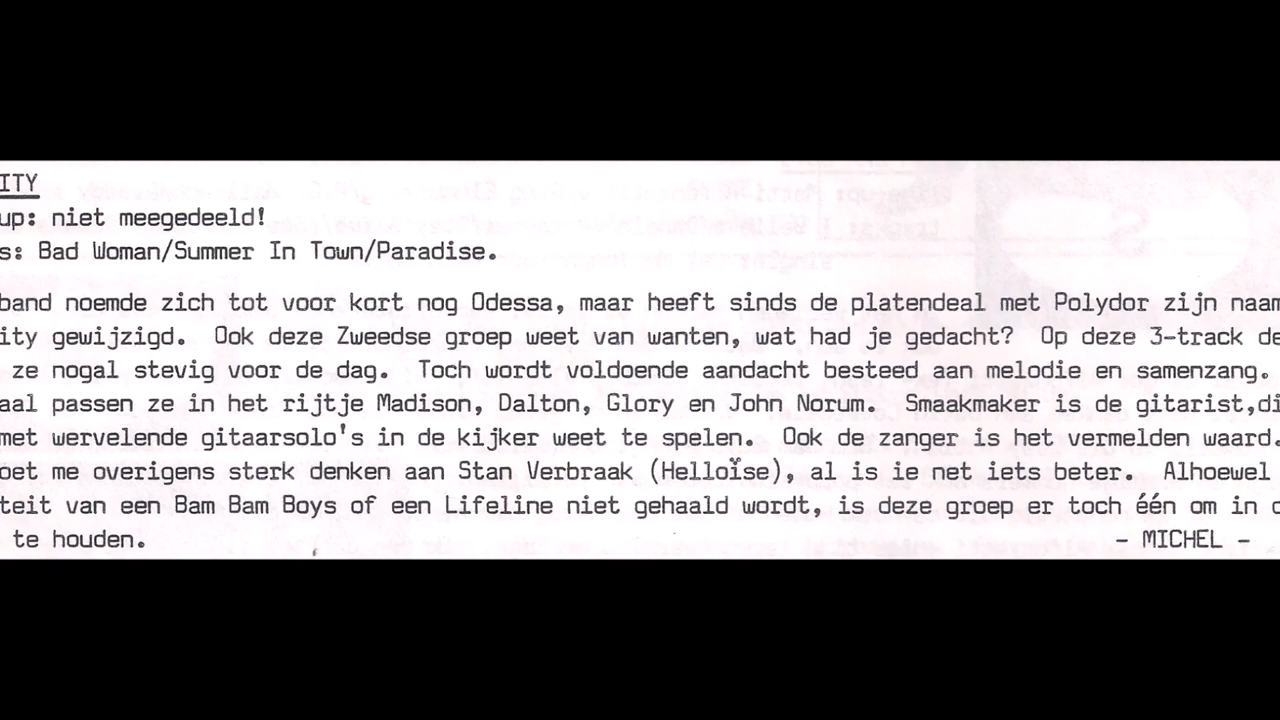 ITY
up: niet meegedeeld!
s: Bad Woman/Summer In Town/Paradise.
band noemde zich tot voor kort nog Odessa, maar heeft sinds de platendeal met Polydor zijn naam
ity gewijzigd. Ook deze Zweedse groep weet van wanten, wat had je gedacht? Op deze 3-track de
ze nogal stevig voor de dag. Toch wordt voldoende aandacht besteed aan melodie en samenzang.
aal passen ze in het rijtje Madison, Dalton, Glory en John Norum. Smaakmaker is de gitarist,di
met wervelende gitaarsolo's in de kijker weet te spelen. Ook de zanger is het vermelden waard.
oet me overigens sterk denken aan Stan Verbraak (Helloïse), al is ie net iets beter. Alhoewel
teit van een Bam Bam Boys of een Lifeline niet gehaald wordt, is deze groep er toch één om in
te houden. - MICHEL -